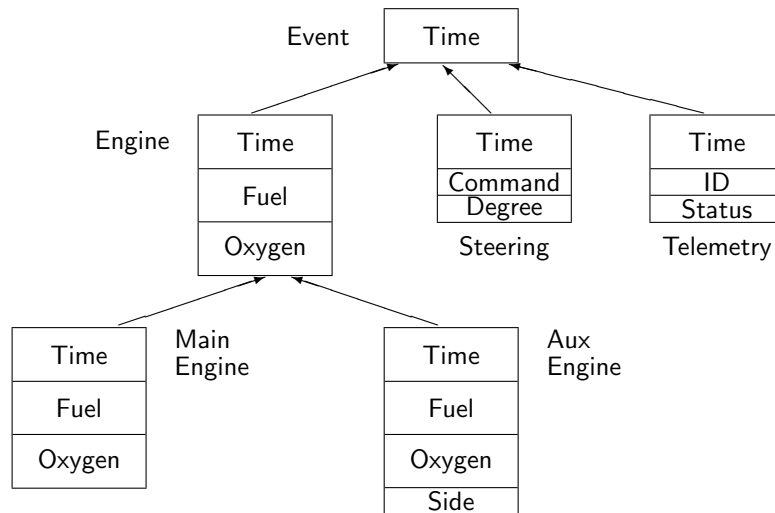 Event
Time
Engine
Time
Fuel
Oxygen
Time
Command
Degree
Steering
Time
ID
Status
Telemetry
Time
Fuel
Oxygen
Main
Engine
Time
Fuel
Oxygen
Side
Aux
Engine